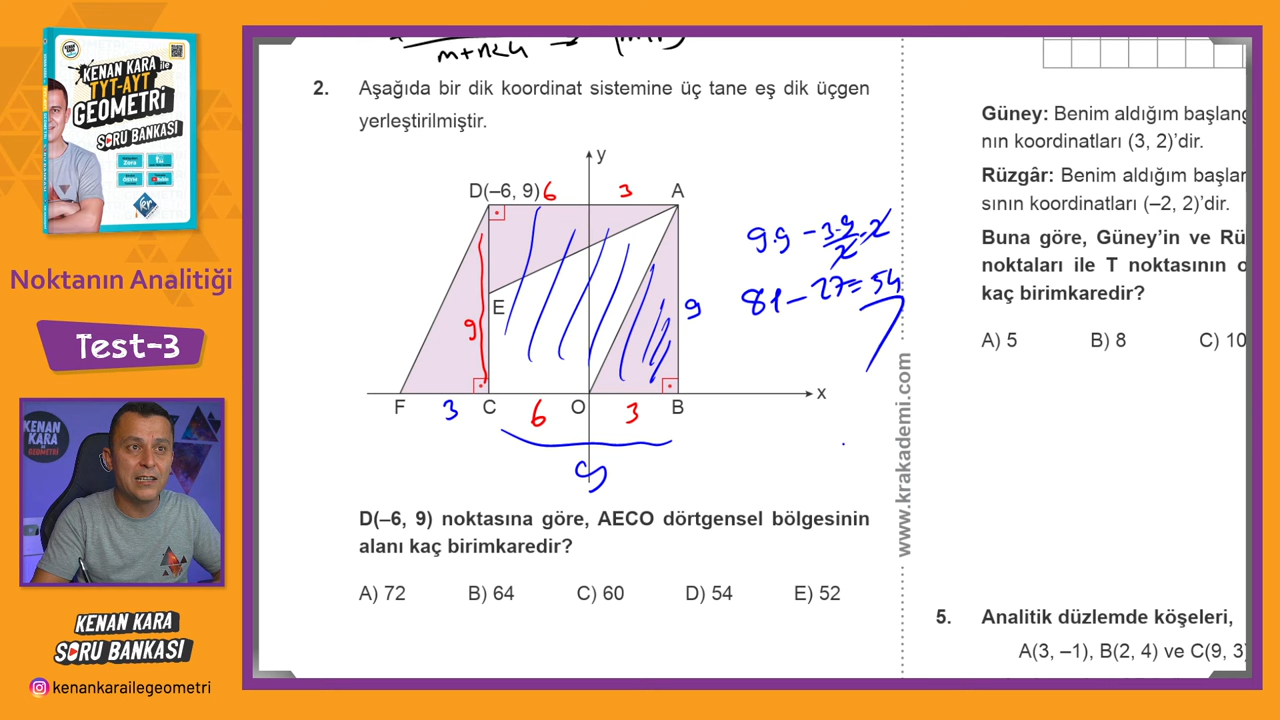 KENAN KARA ile
TYT-AYT
GEOMETRİ
SORU BANKASI
Noktanın Analitiği
Test-3
KENAN KARA
SORU BANKASI
kenankarailegeometri
m+n<4 →
2. Aşağıda bir dik koordinat sistemine üç tane eş dik üçgen
yerleştirilmiştir.
y
D(–6, 9) 6 3 A
E
9
9
F 3 C 6 O 3 B x
9
9.9 - 3.9/2 . 2
81 - 27 = 54
D(–6, 9) noktasına göre, AECO dörtgensel bölgesinin
alanı kaç birimkaredir?
A) 72 B) 64 C) 60 D) 54 E) 52
www.krakademi.com
Güney: Benim aldığım başlang
nın koordinatları (3, 2)'dir.
Rüzgâr: Benim aldığım başlar
sının koordinatları (–2, 2)'dir.
Buna göre, Güney'in ve Rü
noktaları ile T noktasının o
kaç birimkaredir?
A) 5 B) 8 C) 10
5. Analitik düzlemde köşeleri,
A(3, –1), B(2, 4) ve C(9, 3)